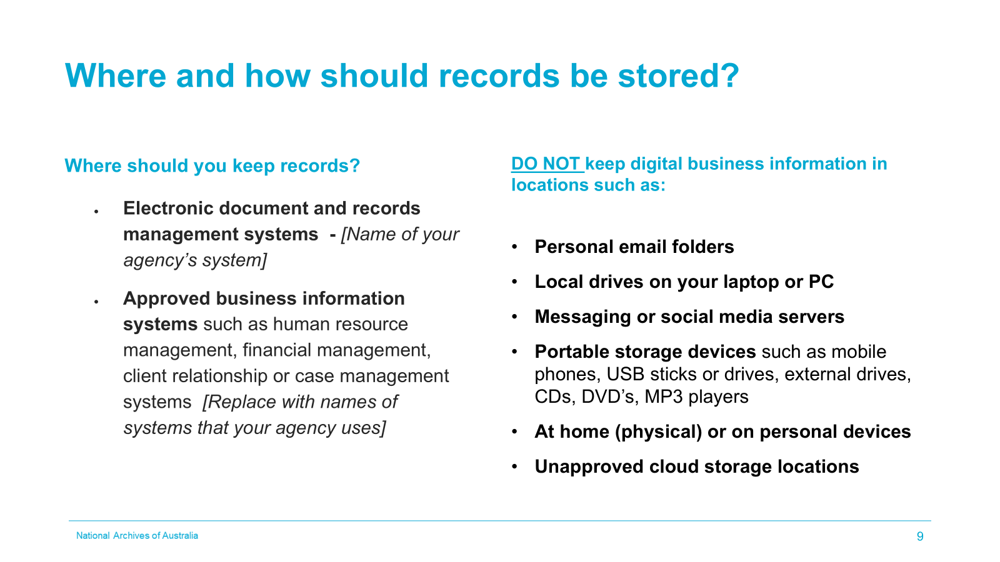 Where and how should records be stored?
Where should you keep records?
• Electronic document and records
management systems  - [Name of your
agency’s system]
• Approved business information
systems such as human resource
management, financial management,
client relationship or case management
systems  [Replace with names of
systems that your agency uses]
DO NOT keep digital business information in
locations such as:
• Personal email folders
• Local drives on your laptop or PC
• Messaging or social media servers
• Portable storage devices such as mobile
phones, USB sticks or drives, external drives,
CDs, DVD’s, MP3 players
• At home (physical) or on personal devices
• Unapproved cloud storage locations
National Archives of Australia
9